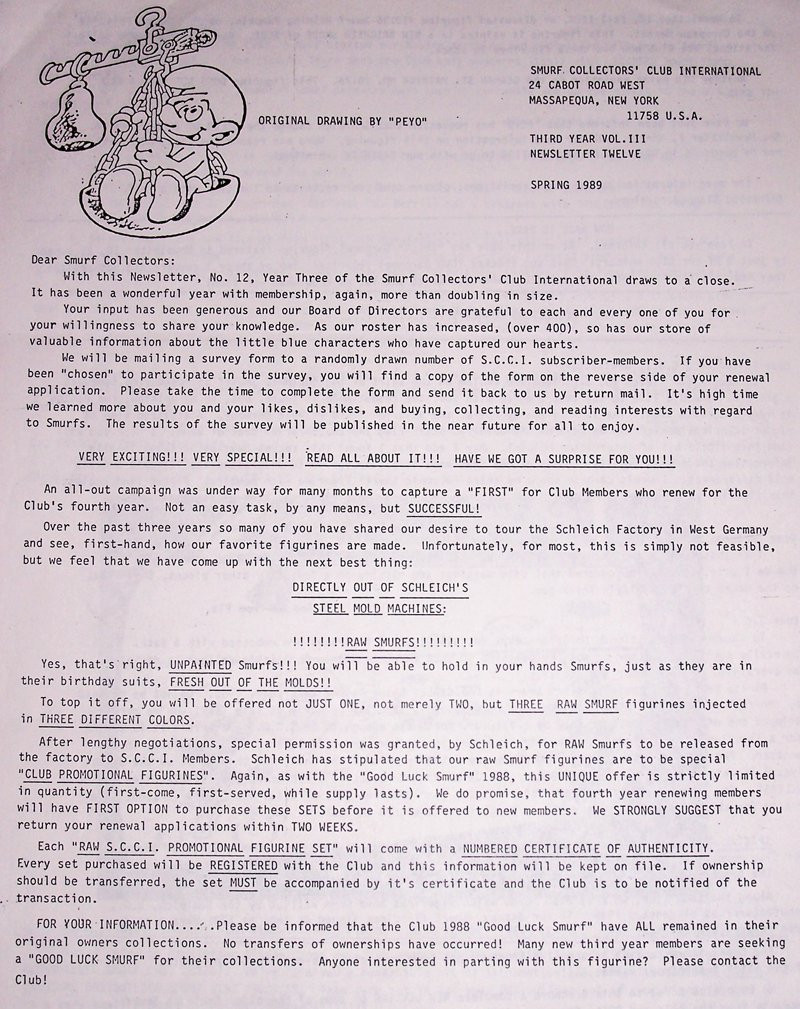 SMURF COLLECTORS' CLUB INTERNATIONAL
24 CABOT ROAD WEST
MASSAPEQUA, NEW YORK
11758 U.S.A.
ORIGINAL DRAWING BY "PEYO"
THIRD YEAR VOL.III
NEWSLETTER TWELVE
SPRING 1989
Dear Smurf Collectors:
With this Newsletter, No. 12, Year Three of the Smurf Collectors' Club International draws to a close.
It has been a wonderful year with membership, again, more than doubling in size.
Your input has been generous and our Board of Directors are grateful to each and every one of you for
your willingness to share your knowledge. As our roster has increased, (over 400), so has our store of
valuable information about the little blue characters who have captured our hearts.
We will be mailing a survey form to a randomly drawn number of S.C.C.I. subscriber-members. If you have
been "chosen" to participate in the survey, you will find a copy of the form on the reverse side of your renewal
application. Please take the time to complete the form and send it back to us by return mail. It's high time
we learned more about you and your likes, dislikes, and buying, collecting, and reading interests with regard
to Smurfs. The results of the survey will be published in the near future for all to enjoy.
VERY EXCITING!!! VERY SPECIAL!!! READ ALL ABOUT IT!!! HAVE WE GOT A SURPRISE FOR YOU!!!
An all-out campaign was under way for many months to capture a "FIRST" for Club Members who renew for the
Club's fourth year. Not an easy task, by any means, but SUCCESSFUL!
Over the past three years so many of you have shared our desire to tour the Schleich Factory in West Germany
and see, first-hand, how our favorite figurines are made. Unfortunately, for most, this is simply not feasible,
but we feel that we have come up with the next best thing:
DIRECTLY OUT OF SCHLEICH'S
STEEL MOLD MACHINES:
!!!!!!!!RAW SMURFS!!!!!!!!!
Yes, that's right, UNPAINTED Smurfs!!! You will be able to hold in your hands Smurfs, just as they are in
their birthday suits, FRESH OUT OF THE MOLDS!!
To top it off, you will be offered not JUST ONE, not merely TWO, but THREE RAW SMURF figurines injected
in THREE DIFFERENT COLORS.
After lengthy negotiations, special permission was granted, by Schleich, for RAW Smurfs to be released from
the factory to S.C.C.I. Members. Schleich has stipulated that our raw Smurf figurines are to be special
"CLUB PROMOTIONAL FIGURINES". Again, as with the "Good Luck Smurf" 1988, this UNIQUE offer is strictly limited
in quantity (first-come, first-served, while supply lasts). We do promise, that fourth year renewing members
will have FIRST OPTION to purchase these SETS before it is offered to new members. We STRONGLY SUGGEST that you
return your renewal applications within TWO WEEKS.
Each "RAW S.C.C.I. PROMOTIONAL FIGURINE SET" will come with a NUMBERED CERTIFICATE OF AUTHENTICITY.
Every set purchased will be REGISTERED with the Club and this information will be kept on file. If ownership
should be transferred, the set MUST be accompanied by it's certificate and the Club is to be notified of the
transaction.
FOR YOUR INFORMATION......Please be informed that the Club 1988 "Good Luck Smurf" have ALL remained in their
original owners collections. No transfers of ownerships have occurred! Many new third year members are seeking
a "GOOD LUCK SMURF" for their collections. Anyone interested in parting with this figurine? Please contact the
Club!